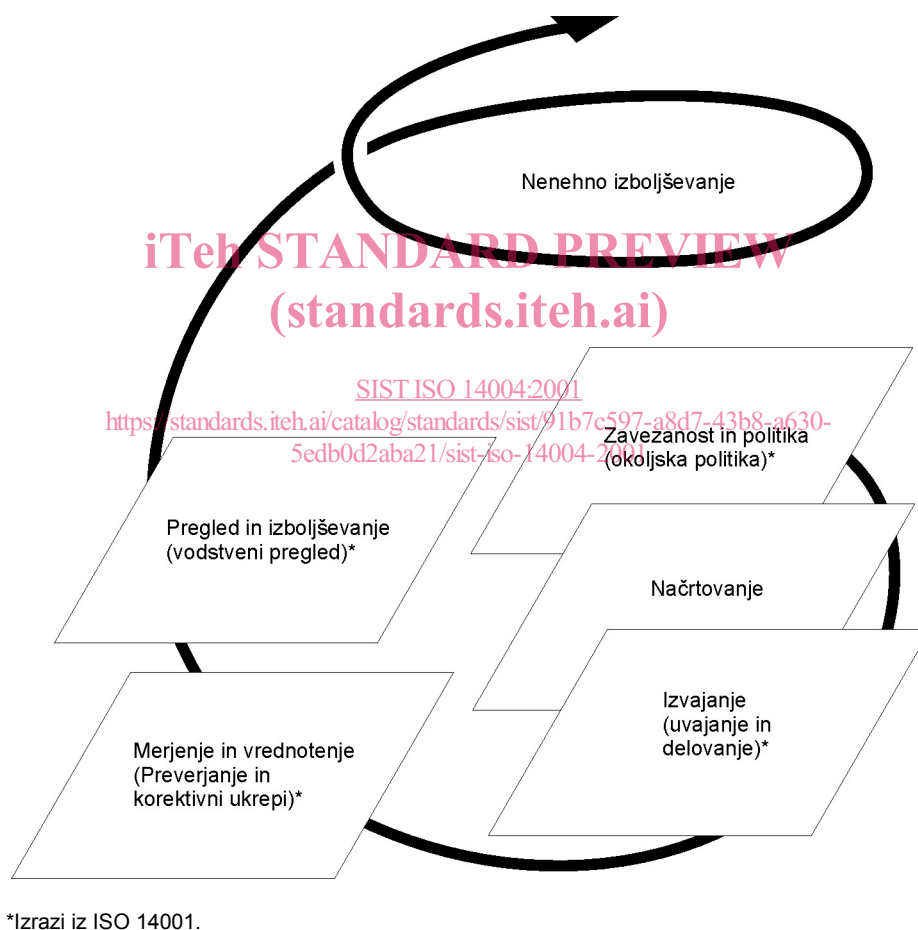 Nenehno izboljševanje
iTeh STANDARD PREVIEW
(standards.iteh.ai)
SIST ISO 14004:2001
https://standards.iteh.ai/catalog/standards/sist/91b7c597-a8d7-43b8-a630-
5edb0d2aba21/sist-iso-14004-2001
Zavezanost in politika
(okoljska politika)*
Pregled in izboljševanje
(vodstveni pregled)*
Načrtovanje
Izvajanje
(uvajanje in
delovanje)*
Merjenje in vrednotenje
(Preverjanje in
korektivni ukrepi)*
*Izrazi iz ISO 14001.